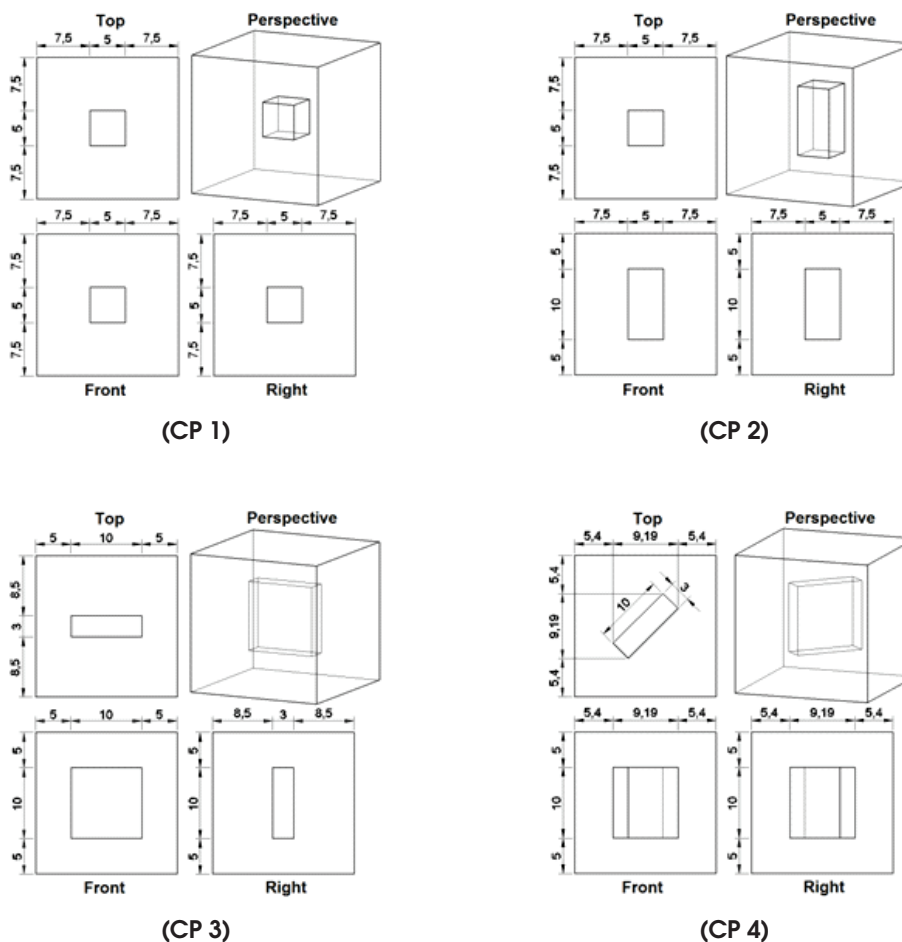 Top
7,5 5 7,5
7,5
5
7,5
Perspective
7,5 5 7,5
7,5
5
7,5
Front
7,5 5 7,5
7,5
5
7,5
Right
(CP 1)
Top
7,5 5 7,5
7,5
5
7,5
Perspective
7,5 5 7,5
5
10
5
Front
7,5 5 7,5
5
10
5
Right
(CP 2)
Top
5 10 5
8,5
3
8,5
Perspective
5 10 5
5
10
5
Front
8,5 3 8,5
5
10
5
Right
(CP 3)
Top
5,4 9,19 5,4
5,4
9,19
5,4
10
3
Perspective
5,4 9,19 5,4
5
10
5
Front
5,4 9,19 5,4
5
10
5
Right
(CP 4)